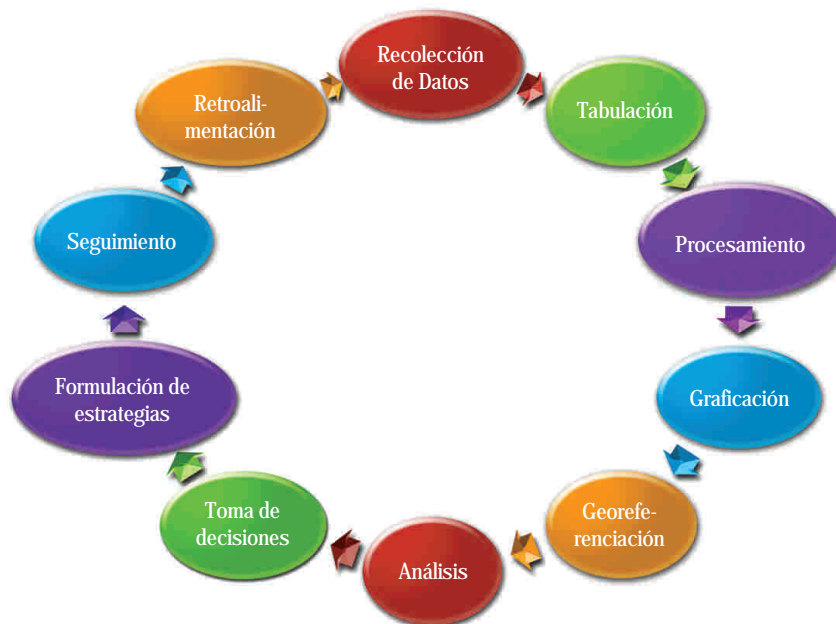 Recolección
de Datos
Tabulación
Procesamiento
Graficación
Georefe-
renciación
Análisis
Toma de
decisiones
Formulación de
estrategias
Seguimiento
Retroali-
mentación